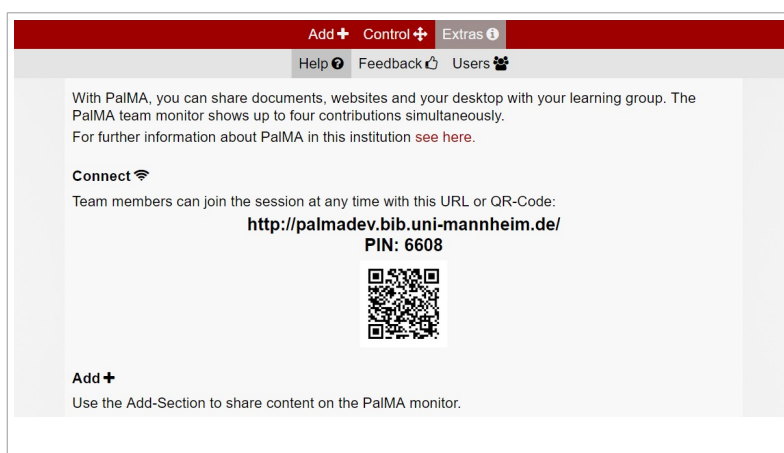 Add Control Extras
Help Feedback Users
With PalMA, you can share documents, websites and your desktop with your learning group. The
PalMA team monitor shows up to four contributions simultaneously.
For further information about PalMA in this institution see here.
Connect
Team members can join the session at any time with this URL or QR-Code:
http://palmadev.bib.uni-mannheim.de/
PIN: 6608
Add
Use the Add-Section to share content on the PalMA monitor.